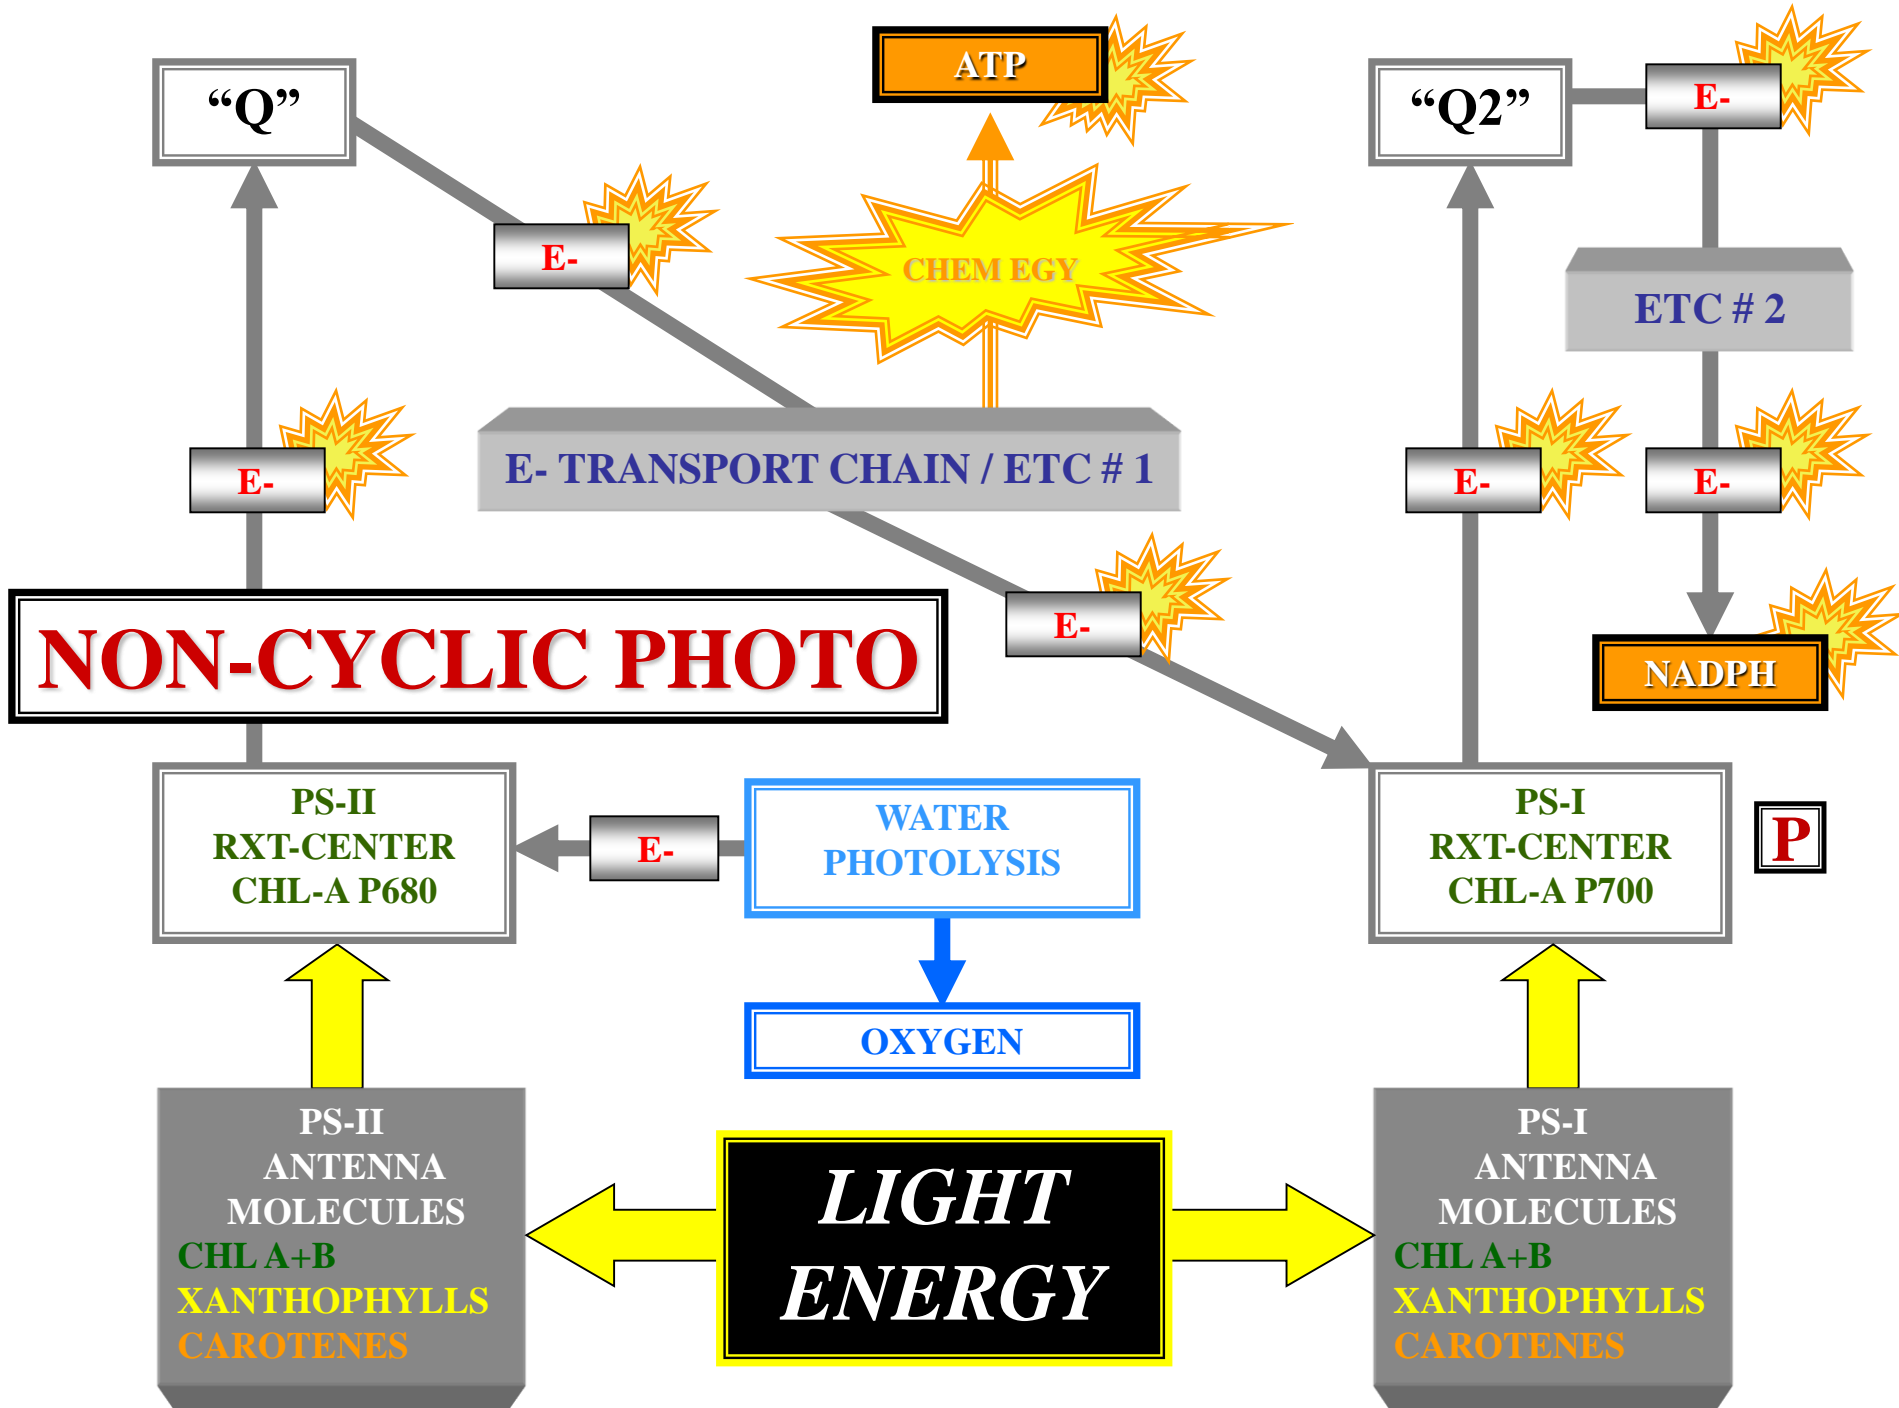 “Q”
ATP
“Q2”
E-
E-
CHEM EGY
ETC # 2
E-
E- TRANSPORT CHAIN / ETC # 1
E-
E-
E-
NON-CYCLIC PHOTO
NADPH
PS-II
RXT-CENTER
CHL-A P680
E-
WATER
PHOTOLYSIS
PS-I
RXT-CENTER
CHL-A P700
P
OXYGEN
PS-II
ANTENNA
MOLECULES
CHL A+B
XANTHOPHYLLS
CAROTENES
LIGHT
ENERGY
PS-I
ANTENNA
MOLECULES
CHL A+B
XANTHOPHYLLS
CAROTENES